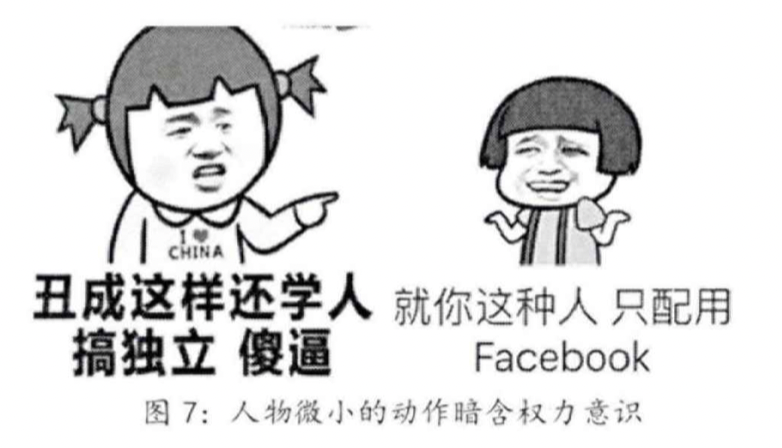 I ♥
CHINA
丑成这样还学人
搞独立 傻逼
就你这种人 只配用
Facebook
图 7：人物微小的动作暗含权力意识